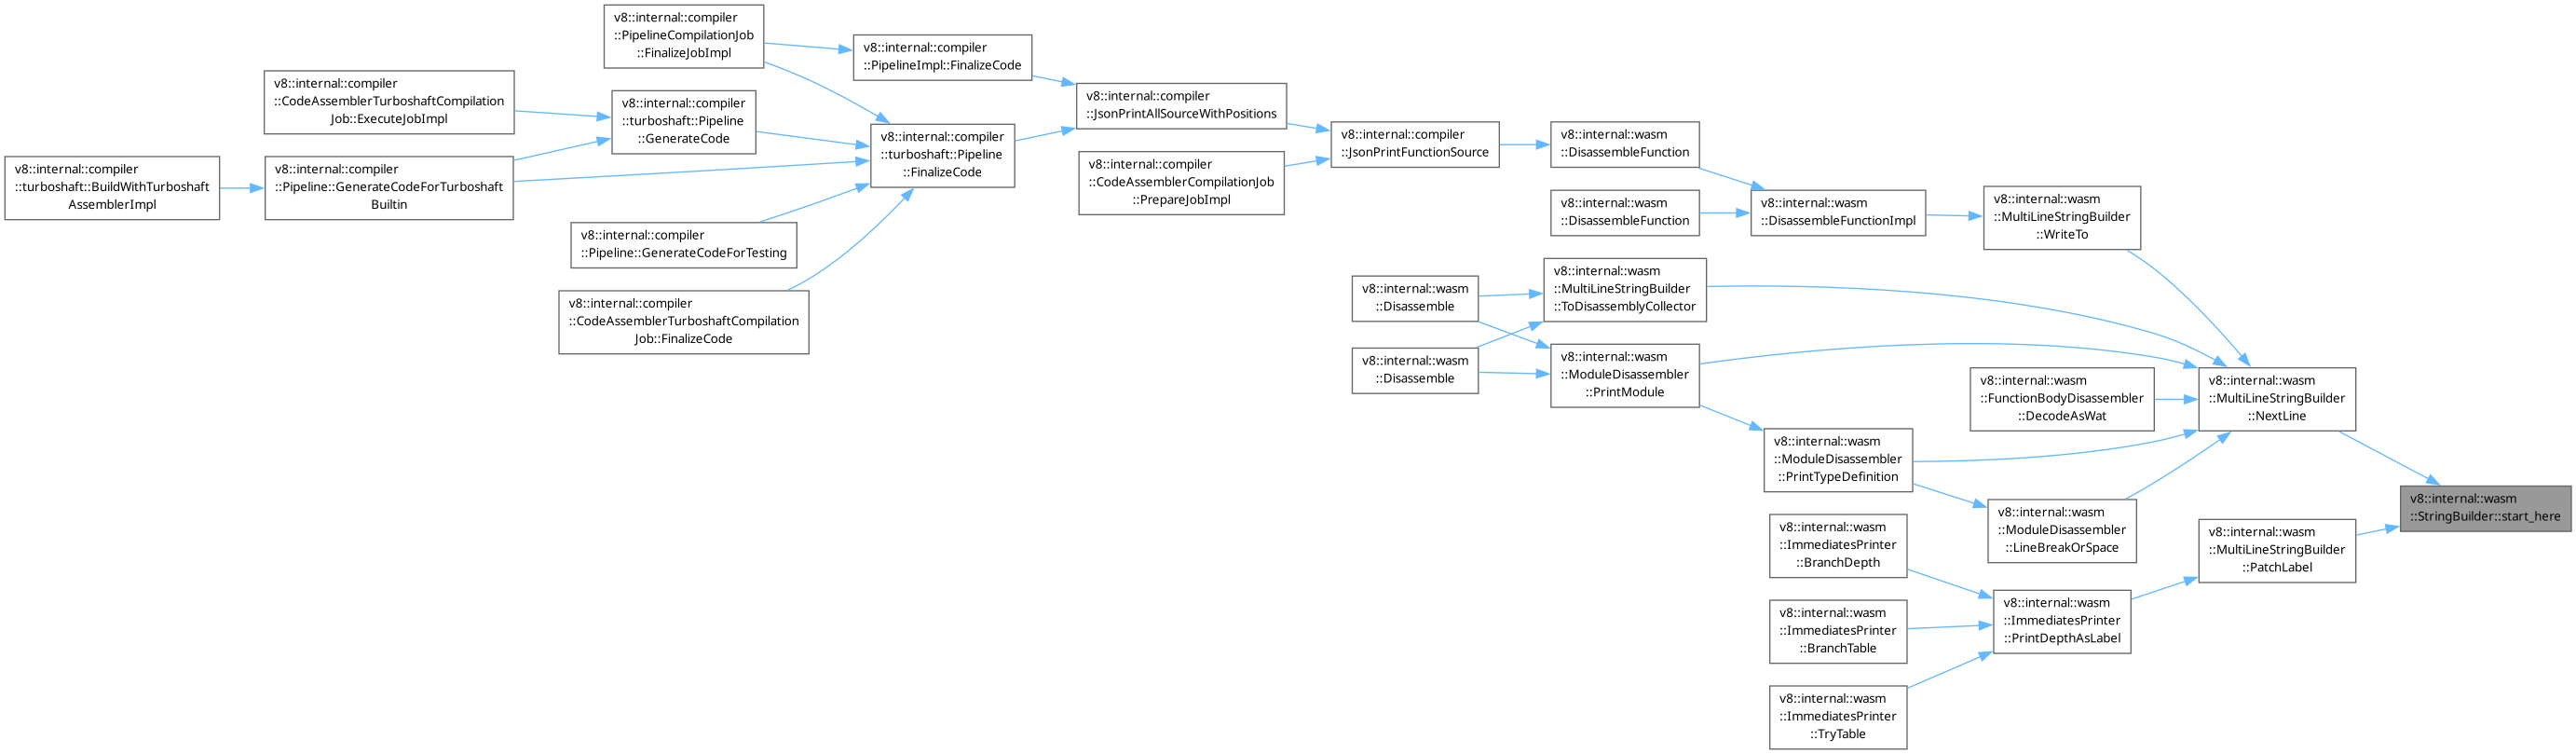 v8::internal::compiler
::PipelineCompilationJob
::FinalizeJobImpl
v8::internal::compiler
::PipelineImpl::FinalizeCode
v8::internal::compiler
::CodeAssemblerTurboshaftCompilation
Job::ExecuteJobImpl
v8::internal::compiler
::turboshaft::Pipeline
::GenerateCode
v8::internal::compiler
::JsonPrintAllSourceWithPositions
v8::internal::compiler
::turboshaft::Pipeline
::FinalizeCode
v8::internal::compiler
::JsonPrintFunctionSource
v8::internal::wasm
::DisassembleFunction
v8::internal::compiler
::turboshaft::BuildWithTurboshaft
AssemblerImpl
v8::internal::compiler
::Pipeline::GenerateCodeForTurboshaft
Builtin
v8::internal::compiler
::CodeAssemblerCompilationJob
::PrepareJobImpl
v8::internal::wasm
::DisassembleFunction
v8::internal::wasm
::DisassembleFunctionImpl
v8::internal::wasm
::MultiLineStringBuilder
::WriteTo
v8::internal::compiler
::Pipeline::GenerateCodeForTesting
v8::internal::compiler
::CodeAssemblerTurboshaftCompilation
Job::FinalizeCode
v8::internal::wasm
::Disassemble
v8::internal::wasm
::MultiLineStringBuilder
::ToDisassemblyCollector
v8::internal::wasm
::Disassemble
v8::internal::wasm
::ModuleDisassembler
::PrintModule
v8::internal::wasm
::FunctionBodyDisassembler
::DecodeAsWat
v8::internal::wasm
::MultiLineStringBuilder
::NextLine
v8::internal::wasm
::ModuleDisassembler
::PrintTypeDefinition
v8::internal::wasm
::ModuleDisassembler
::LineBreakOrSpace
v8::internal::wasm
::StringBuilder::start_here
v8::internal::wasm
::ImmediatesPrinter
::BranchDepth
v8::internal::wasm
::MultiLineStringBuilder
::PatchLabel
v8::internal::wasm
::ImmediatesPrinter
::BranchTable
v8::internal::wasm
::ImmediatesPrinter
::PrintDepthAsLabel
v8::internal::wasm
::ImmediatesPrinter
::TryTable